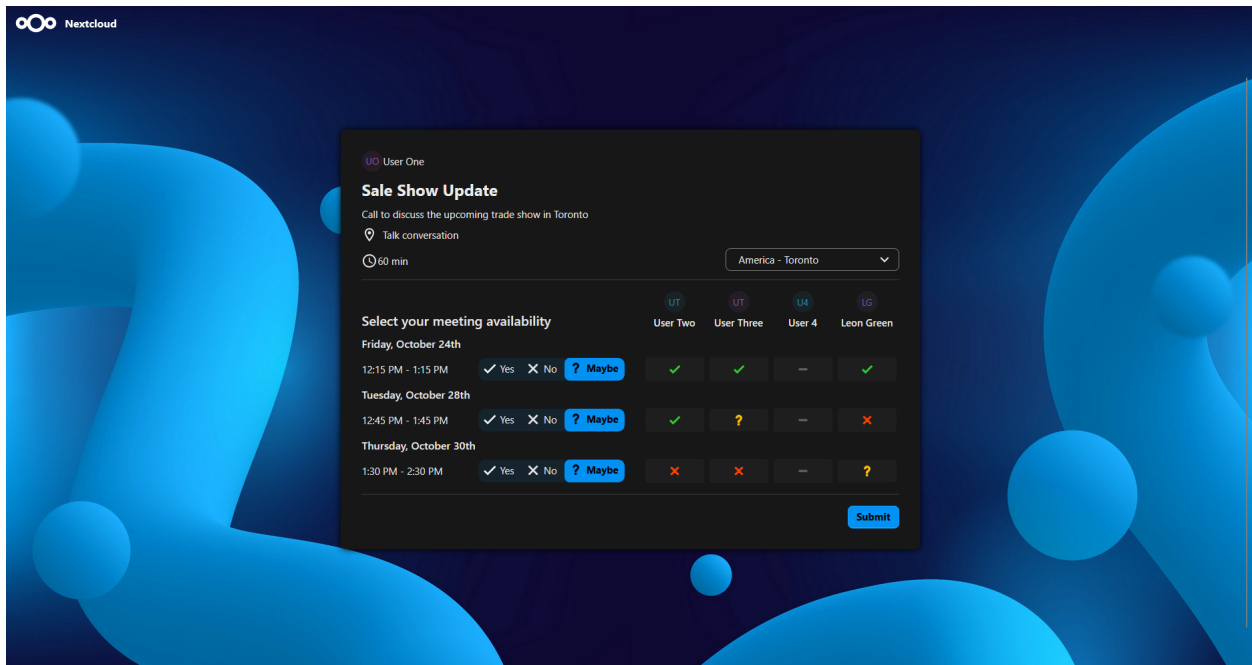 Nextcloud
UO User One
Sale Show Update
Call to discuss the upcoming trade show in Toronto
Talk conversation
60 min
America - Toronto
UT UT U4 LG
Select your meeting availability
User Two User Three User 4 Leon Green
Friday, October 24th
12:15 PM - 1:15 PM Yes No ? Maybe
Tuesday, October 28th
12:45 PM - 1:45 PM Yes No ? Maybe ?
Thursday, October 30th
1:30 PM - 2:30 PM Yes No ? Maybe ?
Submit